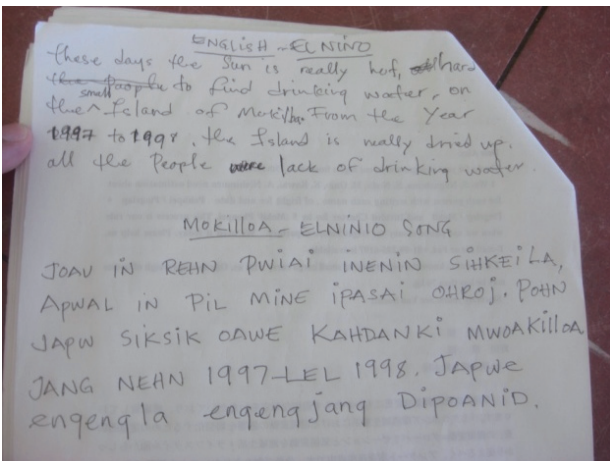 ENGLISH - ELNINO
these days the Sun is really hot, hard
to find drinking water, on
the small Island of Mokilloa. From the Year
1997 to 1998. the Island is really dried up.
all the People lack of drinking water.
MOKILLOA - ELNINIO SONG
JOAU IN REHN PWIAI INENIN SIHKEILA,
APWAL IN PIL MINE IPASAI OHROJ. POHN
JAPW SIKSIK OAWE KAHDANKI MWOAKILLOA
JANG NEHN 1997-LEL 1998. JAPWE
engengla engengjang DIPOANID.